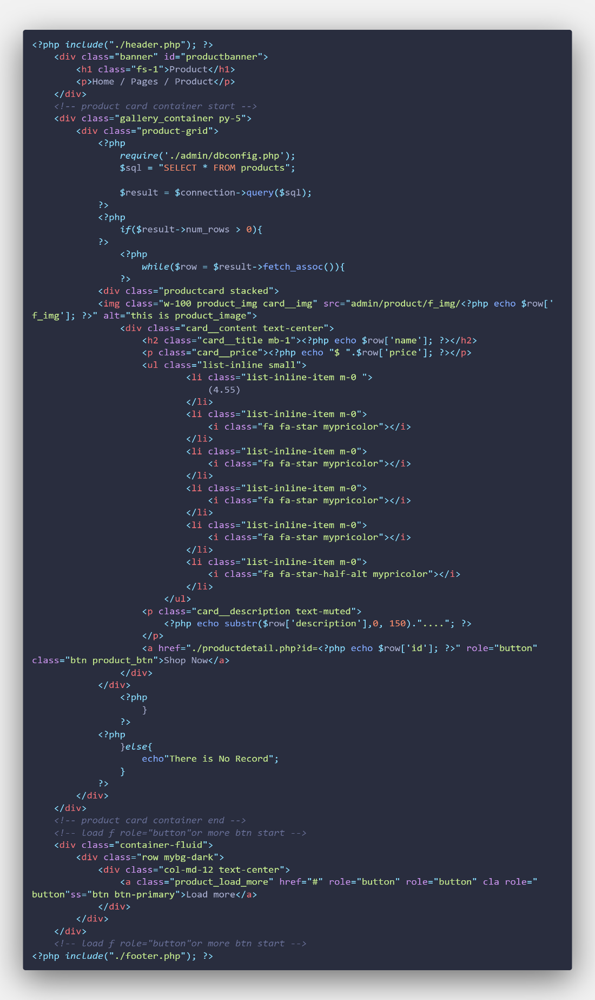 <?php include("./header.php"); ?>
    <div class="banner" id="productbanner">
        <h1 class="fs-1">Product</h1>
        <p>Home / Pages / Product</p>
    </div>
    <!-- product card container start -->
    <div class="gallery_container py-5">
        <div class="product-grid">
            <?php
                require('./admin/dbconfig.php');
                $sql = "SELECT * FROM products";

                $result = $connection->query($sql);
            ?>
            <?php
                if($result->num_rows > 0){
            ?>
                <?php
                    while($row = $result->fetch_assoc()){
                ?>
            <div class="productcard stacked">
            <img class="w-100 product_img card__img" src="admin/product/f_img/<?php echo $row['
f_img']; ?>" alt="this is product_image">
                <div class="card__content text-center">
                    <h2 class="card__title mb-1"><?php echo $row['name']; ?></h2>
                    <p class="card__price"><?php echo "$ ".$row['price']; ?></p>
                    <ul class="list-inline small">
                            <li class="list-inline-item m-0 ">
                                (4.55)
                            </li>
                            <li class="list-inline-item m-0">
                                <i class="fa fa-star mypricolor"></i>
                            </li>
                            <li class="list-inline-item m-0">
                                <i class="fa fa-star mypricolor"></i>
                            </li>
                            <li class="list-inline-item m-0">
                                <i class="fa fa-star mypricolor"></i>
                            </li>
                            <li class="list-inline-item m-0">
                                <i class="fa fa-star mypricolor"></i>
                            </li>
                            <li class="list-inline-item m-0">
                                <i class="fa fa-star-half-alt mypricolor"></i>
                            </li>
                        </ul>
                    <p class="card__description text-muted">
                        <?php echo substr($row['description'],0, 150)."...."; ?>
                    </p>
                    <a href="./productdetail.php?id=<?php echo $row['id']; ?>" role="button"
class="btn product_btn">Shop Now</a>
                </div>
            </div>
                <?php
                    }
                ?>
            <?php
                }else{
                    echo"There is No Record";
                }
            ?>
        </div>
    </div>
    <!-- product card container end -->
    <!-- load f role="button"or more btn start -->
    <div class="container-fluid">
        <div class="row mybg-dark">
            <div class="col-md-12 text-center">
                <a class="product_load_more" href="#" role="button" role="button" cla role="
button"ss="btn btn-primary">Load more</a>
            </div>
        </div>
    </div>
    <!-- load f role="button"or more btn start -->
<?php include("./footer.php"); ?>